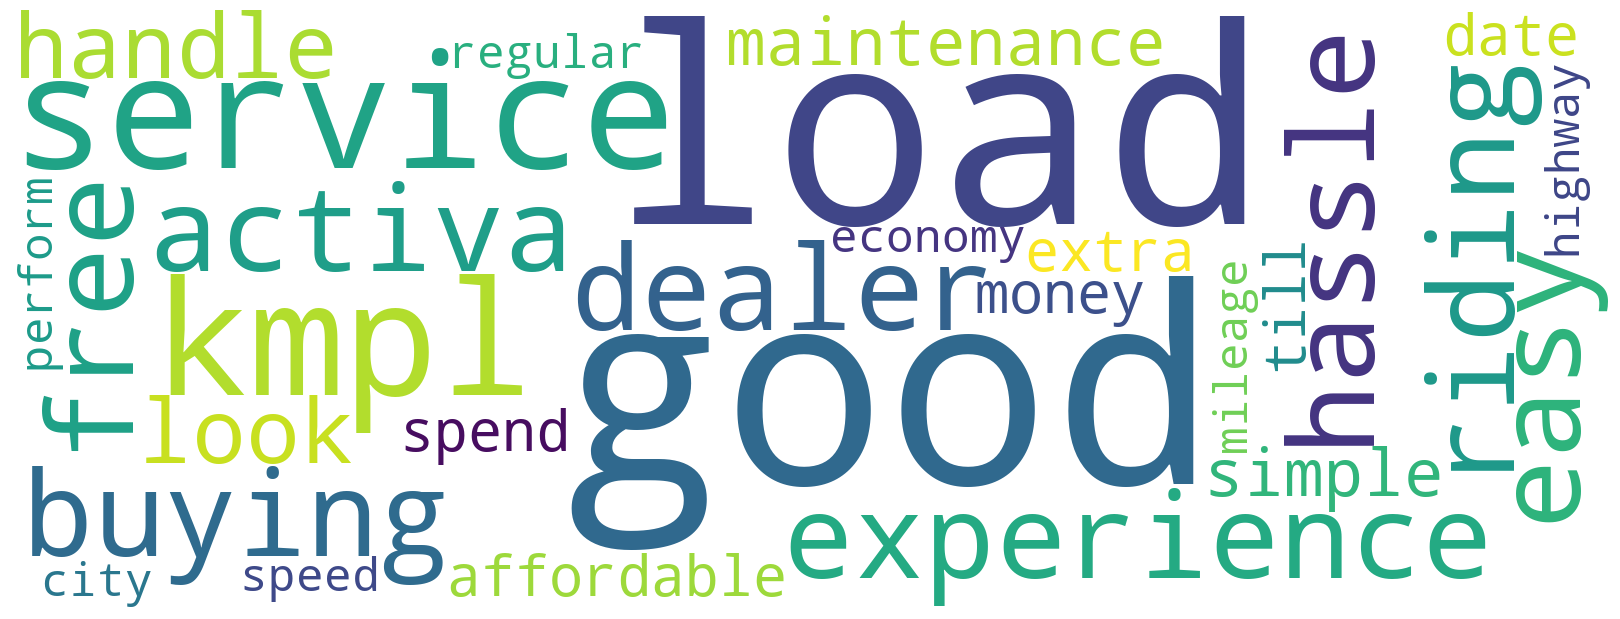 handle
regular
load
maintenance
date
service
hassle
riding
highway
perform
free
activa
economy
extra
dealer
money
kmpl
good
mileage
till
easy
look
spend
simple
buying
experience
city
speed
affordable